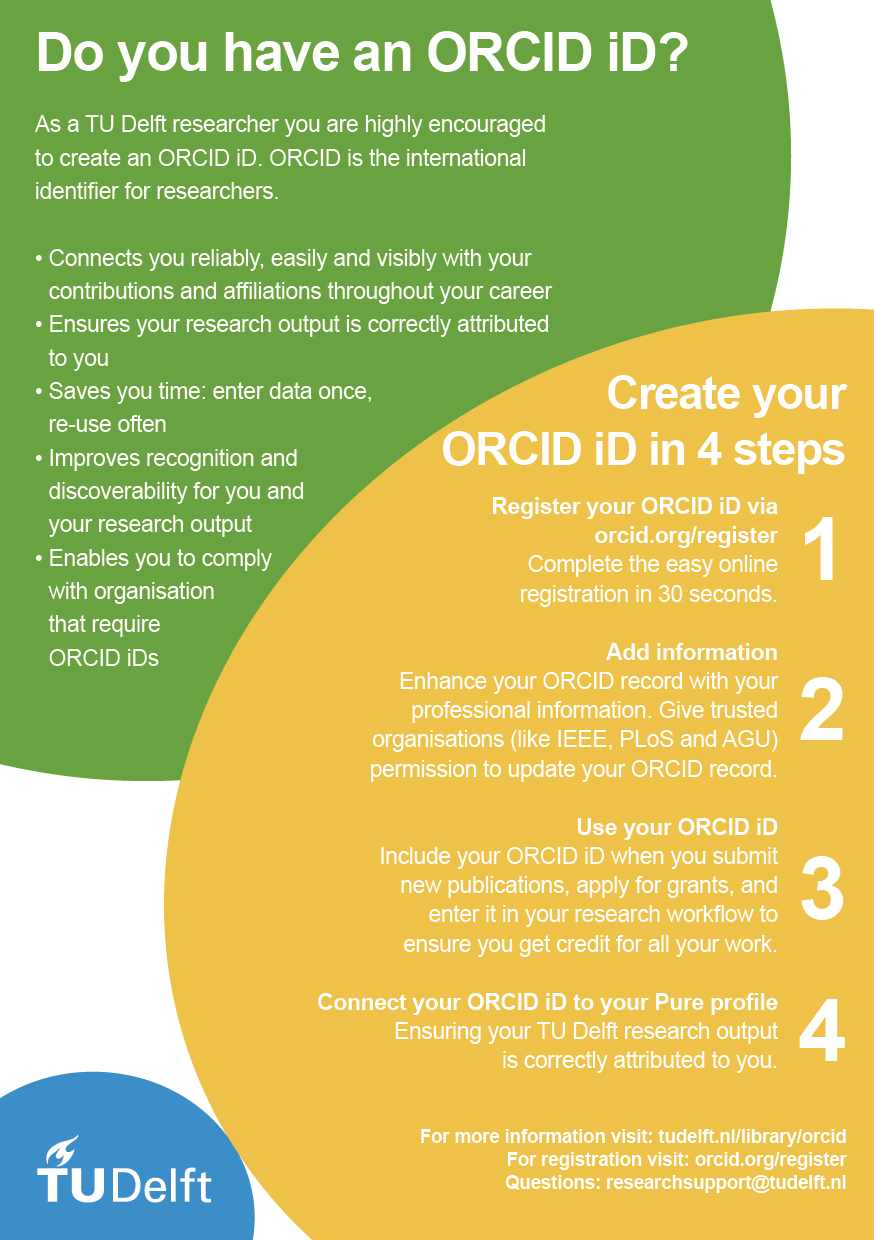 Do you have an ORCID iD?
As a TU Delft researcher you are highly encouraged
to create an ORCID iD. ORCID is the international
identifier for researchers.
• Connects you reliably, easily and visibly with your
contributions and affiliations throughout your career
• Ensures your research output is correctly attributed
to you
• Saves you time: enter data once,
re-use often
• Improves recognition and
discoverability for you and
your research output
• Enables you to comply
with organisation
that require
ORCID iDs
Create your
ORCID iD in 4 steps
Register your ORCID iD via
orcid.org/register
Complete the easy online
registration in 30 seconds.
1
Add information
Enhance your ORCID record with your
professional information. Give trusted
organisations (like IEEE, PLoS and AGU)
permission to update your ORCID record.
2
Use your ORCID iD
Include your ORCID iD when you submit
new publications, apply for grants, and
enter it in your research workflow to
ensure you get credit for all your work.
3
Connect your ORCID iD to your Pure profile
Ensuring your TU Delft research output
is correctly attributed to you.
4
For more information visit: tudelft.nl/library/orcid
For registration visit: orcid.org/register
Questions: researchsupport@tudelft.nl
TU Delft